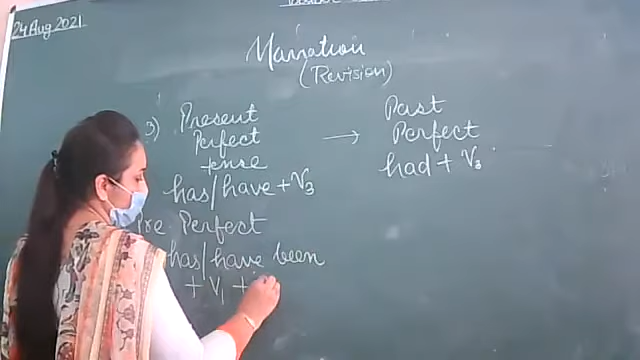 24 Aug 2021
Narration
(Revision)
3) Present
Perfect
tense
has/have + V3
→ Past
Perfect
had + V3
Pre Perfect
has/have been
+ V1 +